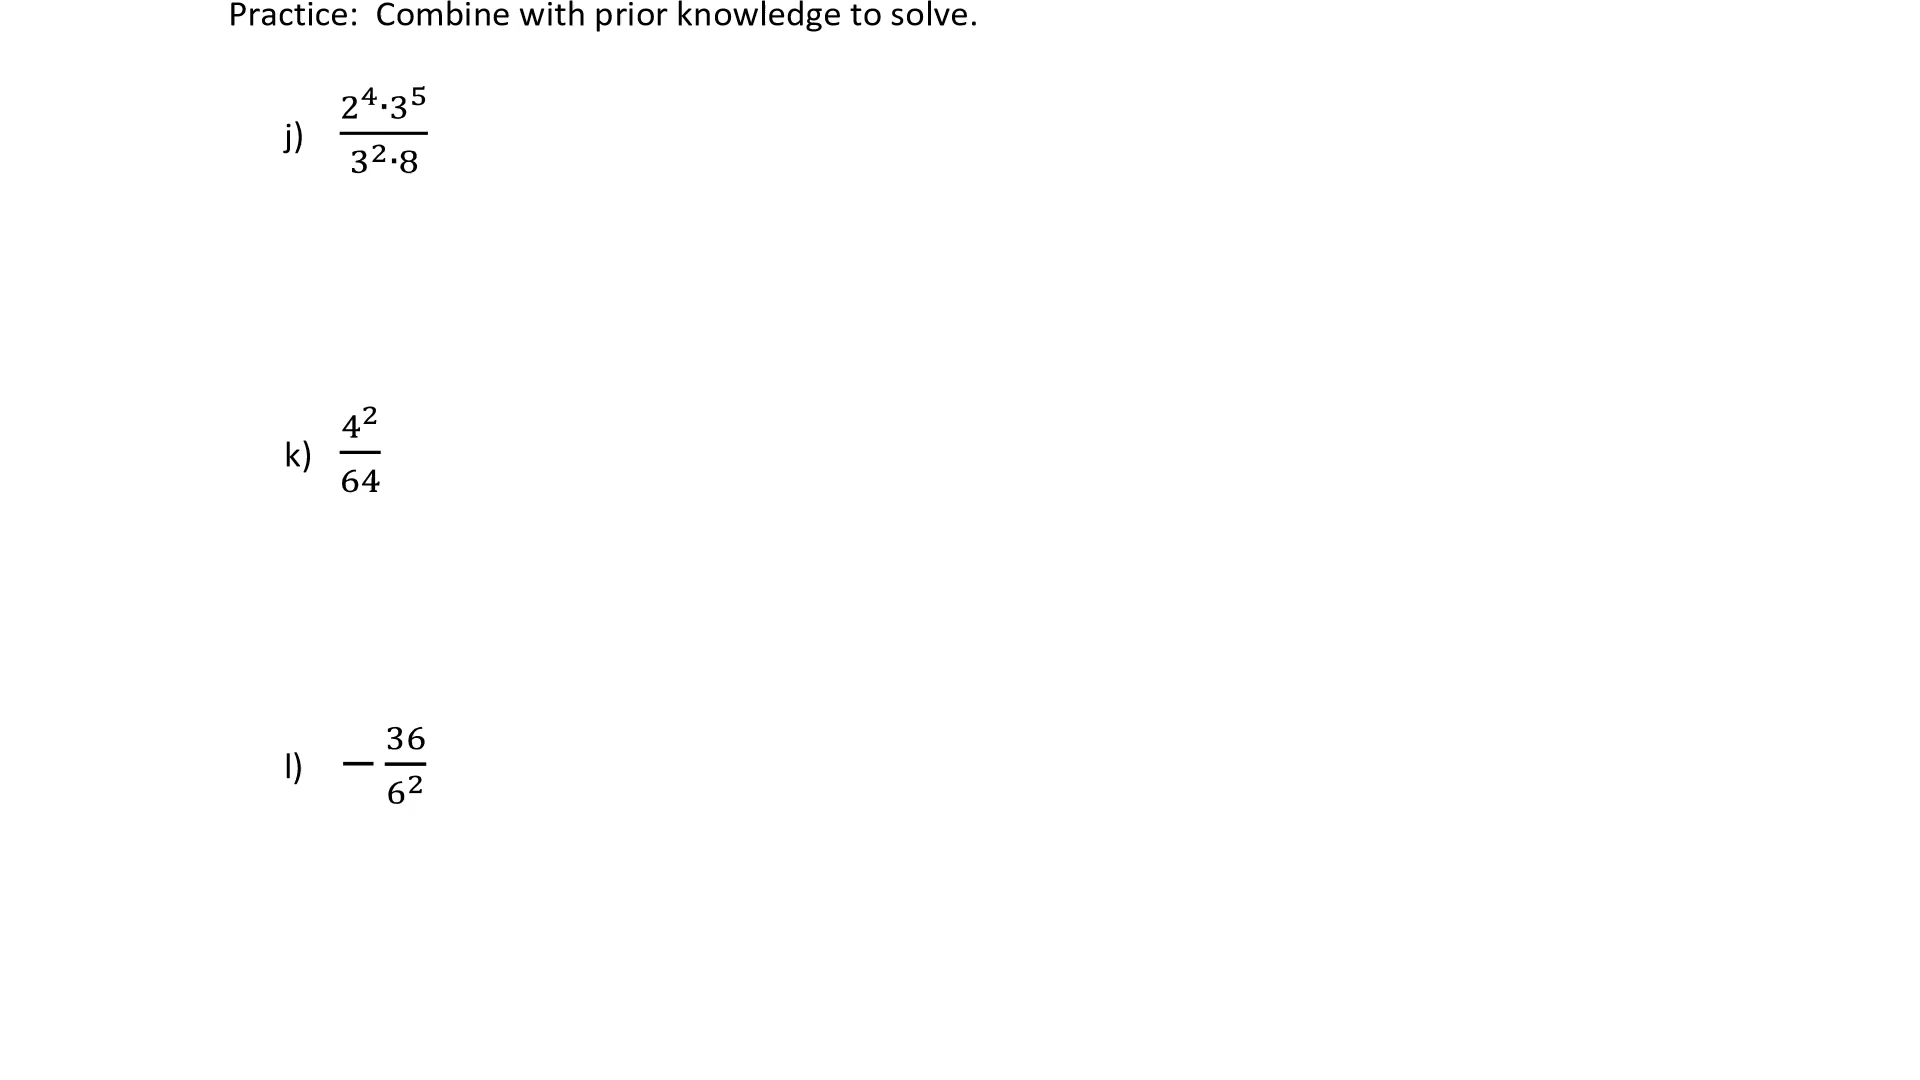 Practice: Combine with prior knowledge to solve.
j) 2⁴·3⁵
3²·8
k) 4²
64
l) − 36
6²